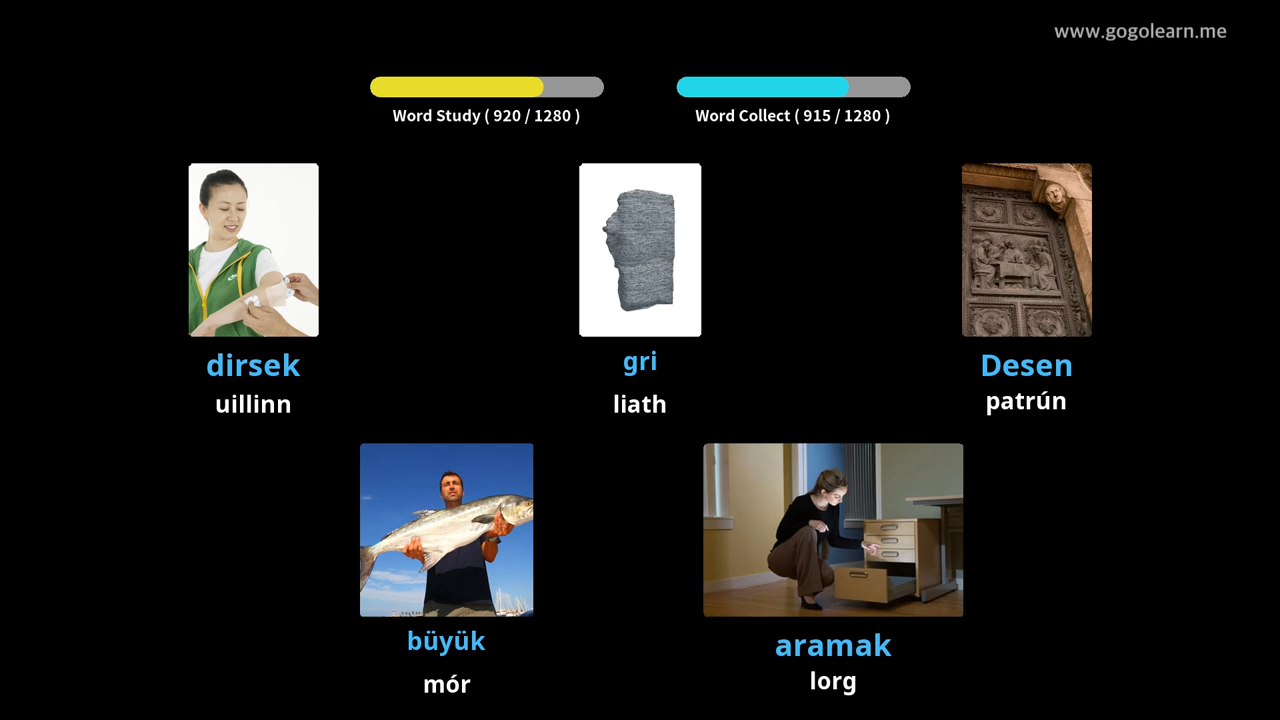 www.gogolearn.me
Word Study ( 920 / 1280 )
Word Collect ( 915 / 1280 )
dirsek
uillinn
gri
liath
Desen
patrún
büyük
mór
aramak
lorg